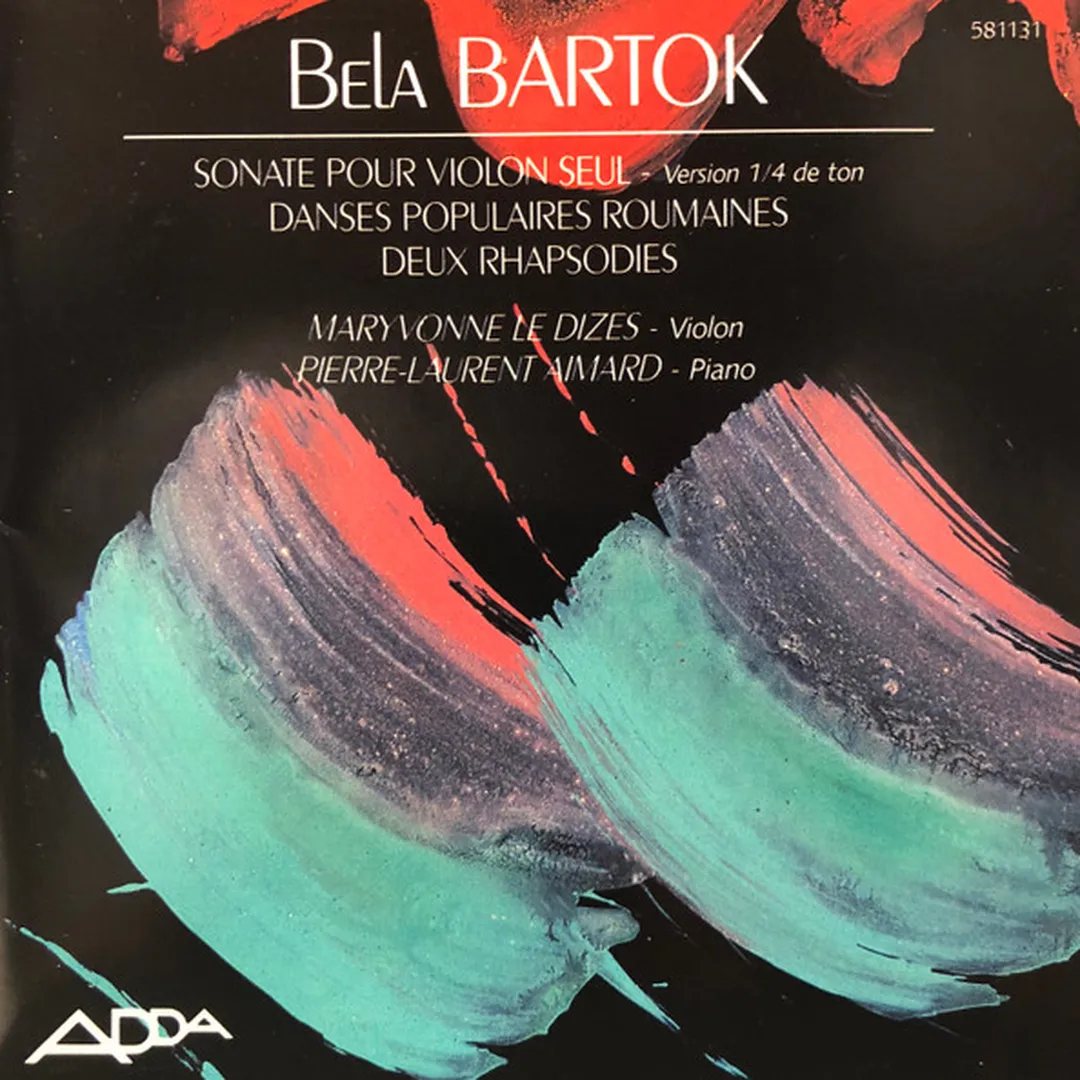 581131
Bela BARTOK
SONATE POUR VIOLON SEUL - Version 1/4 de ton
DANSES POPULAIRES ROUMAINES
DEUX RHAPSODIES
MARYVONNE LE DIZES - Violon
PIERRE-LAURENT AIMARD - Piano
ADDA